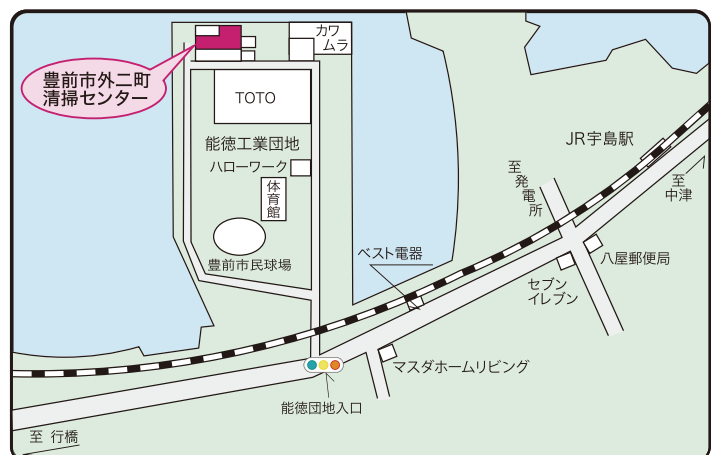 カワ
ムラ
豊前市外二町
清掃センター
TOTO
能徳工業団地
ハローワーク
体育館
豊前市民球場
JR宇島駅
至発電所
至
中津
ベスト電器
八屋郵便局
セブン
イレブン
マスダホームリビング
能徳団地入口
至 行橋